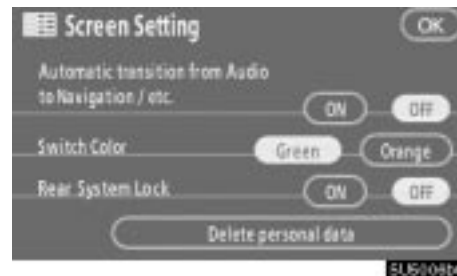 Screen Setting
OK
Automatic transition from Audio
to Navigation / etc.
ON OFF
Switch Color Green Orange
Rear System Lock ON OFF
Delete personal data